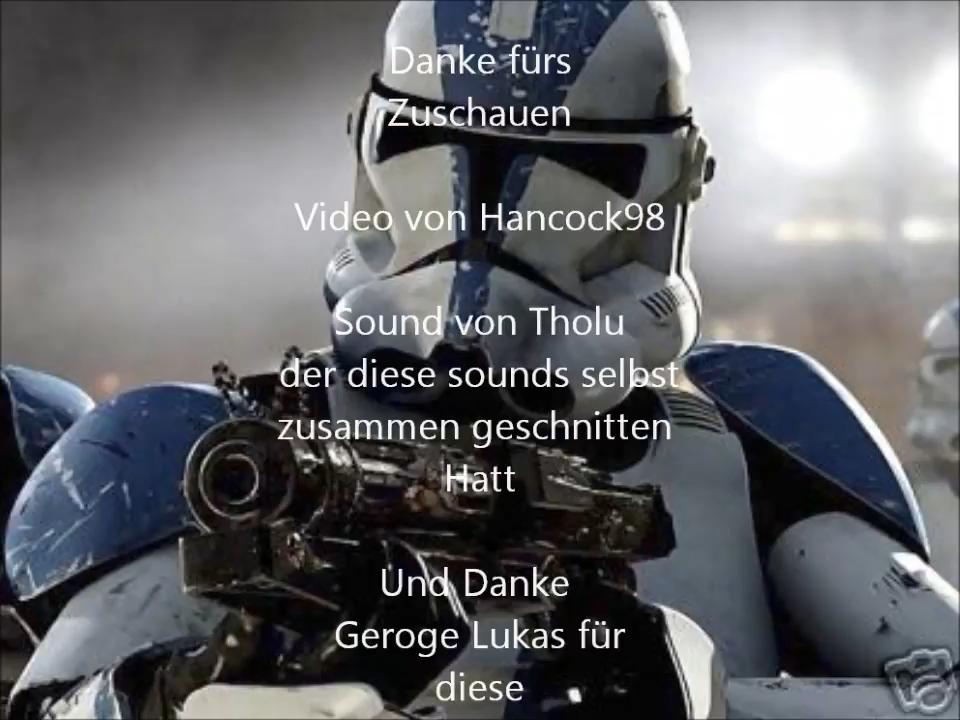 Danke fürs
Zuschauen
Video von Hancock98
Sound von Tholu
der diese sounds selbst
zusammen geschnitten
Hatt
Und Danke
Geroge Lukas für
diese